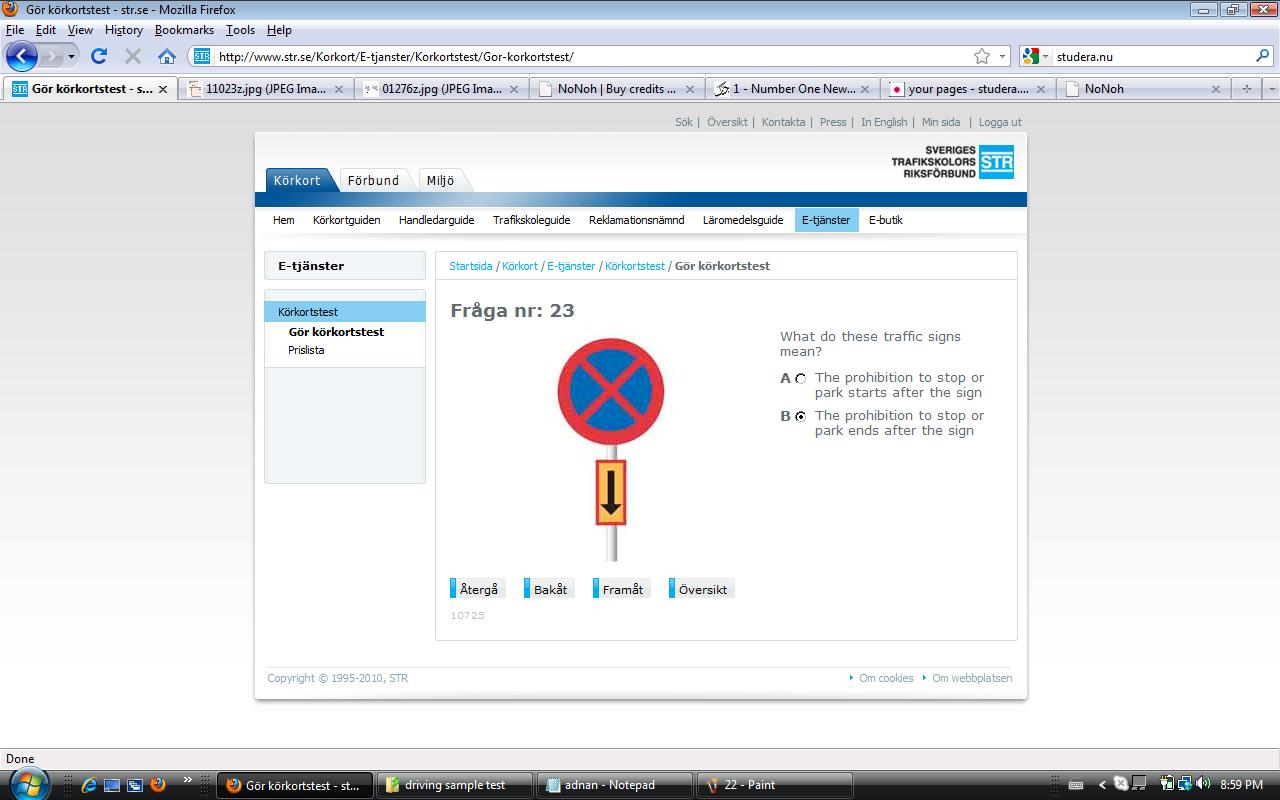 Gör körkortstest - str.se - Mozilla Firefox
File Edit View History Bookmarks Tools Help
STR http://www.str.se/Korkort/E-tjanster/Korkortstest/Gor-korkortstest/ studera.nu
STR Gör körkortstest - s... 11023z.jpg (JPEG Ima... 01276z.jpg (JPEG Ima... NoNoh | Buy credits ... 1 - Number One New... your pages - studera.... NoNoh
Sök | Översikt | Kontakta | Press | In English | Min sida | Logga ut
SVERIGES
TRAFIKSKOLORS
RIKSFÖRBUND
STR
Körkort Förbund Miljö
Hem Körkortguiden Handledarguide Trafikskoleguide Reklamationsnämnd Läromedelsguide E-tjänster E-butik
E-tjänster
Körkortstest
Gör körkortstest
Prislista
Startsida / Körkort / E-tjänster / Körkortstest / Gör körkortstest
Fråga nr: 23
What do these traffic signs
mean?
A The prohibition to stop or
park starts after the sign
B The prohibition to stop or
park ends after the sign
Återgå Bakåt Framåt Översikt
10725
Copyright © 1995-2010, STR Om cookies Om webbplatsen
Done
Gör körkortstest - st... driving sample test adnan - Notepad 22 - Paint 8:59 PM